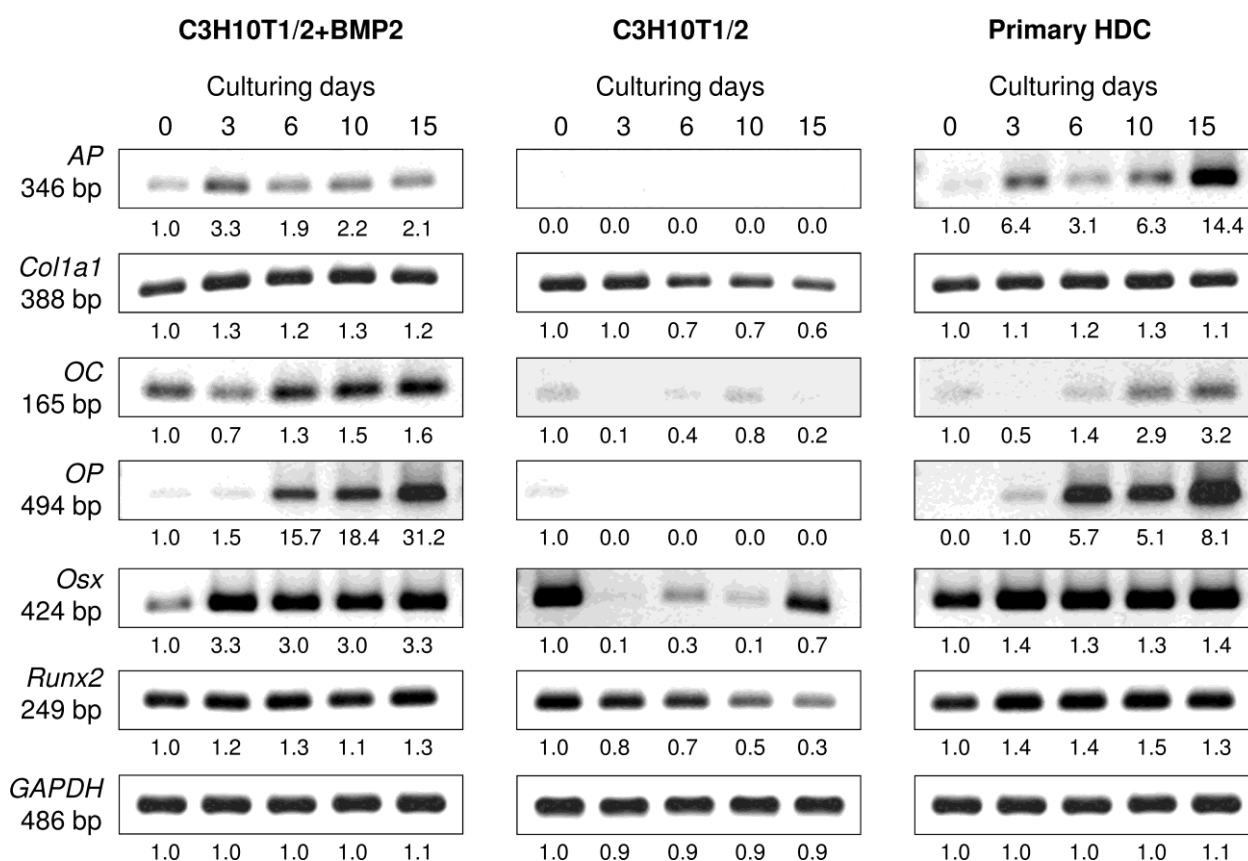 C3H10T1/2+BMP2 C3H10T1/2 Primary HDC
Culturing days Culturing days Culturing days
0 3 6 10 15 0 3 6 10 15 0 3 6 10 15
AP
346 bp
1.0 3.3 1.9 2.2 2.1 0.0 0.0 0.0 0.0 0.0 1.0 6.4 3.1 6.3 14.4
Col1a1
388 bp
1.0 1.3 1.2 1.3 1.2 1.0 1.0 0.7 0.7 0.6 1.0 1.1 1.2 1.3 1.1
OC
165 bp
1.0 0.7 1.3 1.5 1.6 1.0 0.1 0.4 0.8 0.2 1.0 0.5 1.4 2.9 3.2
OP
494 bp
1.0 1.5 15.7 18.4 31.2 1.0 0.0 0.0 0.0 0.0 0.0 1.0 5.7 5.1 8.1
Osx
424 bp
1.0 3.3 3.0 3.0 3.3 1.0 0.1 0.3 0.1 0.7 1.0 1.4 1.3 1.3 1.4
Runx2
249 bp
1.0 1.2 1.3 1.1 1.3 1.0 0.8 0.7 0.5 0.3 1.0 1.4 1.4 1.5 1.3
GAPDH
486 bp
1.0 1.0 1.0 1.0 1.1 1.0 0.9 0.9 0.9 0.9 1.0 1.0 1.0 1.0 1.1